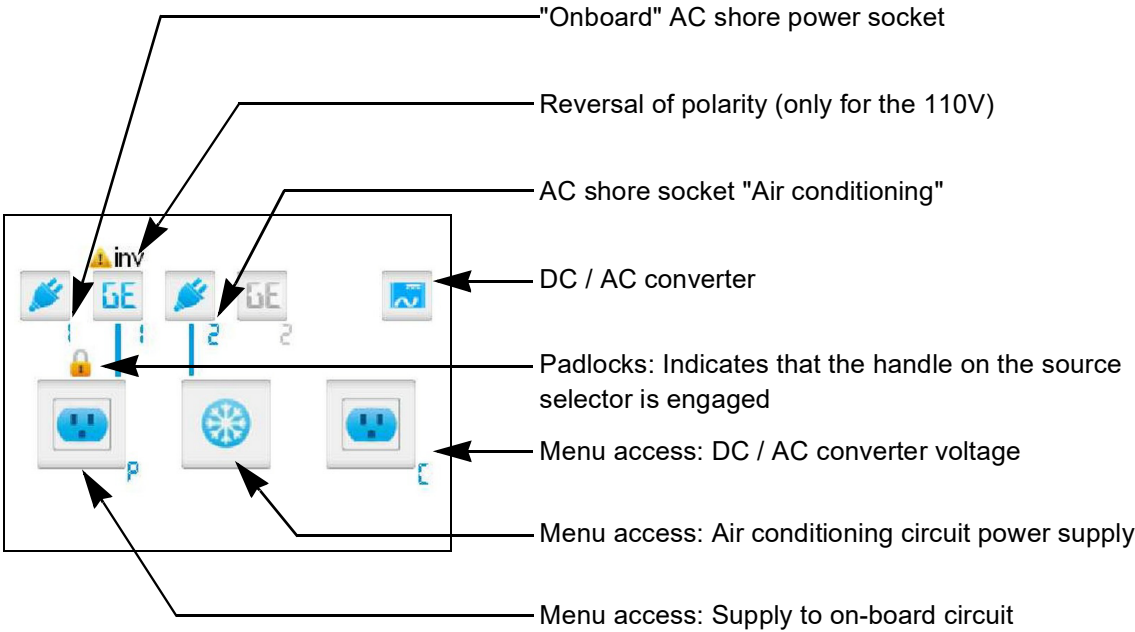 "Onboard" AC shore power socket
Reversal of polarity (only for the 110V)
AC shore socket "Air conditioning"
inv
GE
GE
DC / AC converter
1
1
2
2
Padlocks: Indicates that the handle on the source
selector is engaged
Menu access: DC / AC converter voltage
P
C
Menu access: Air conditioning circuit power supply
Menu access: Supply to on-board circuit